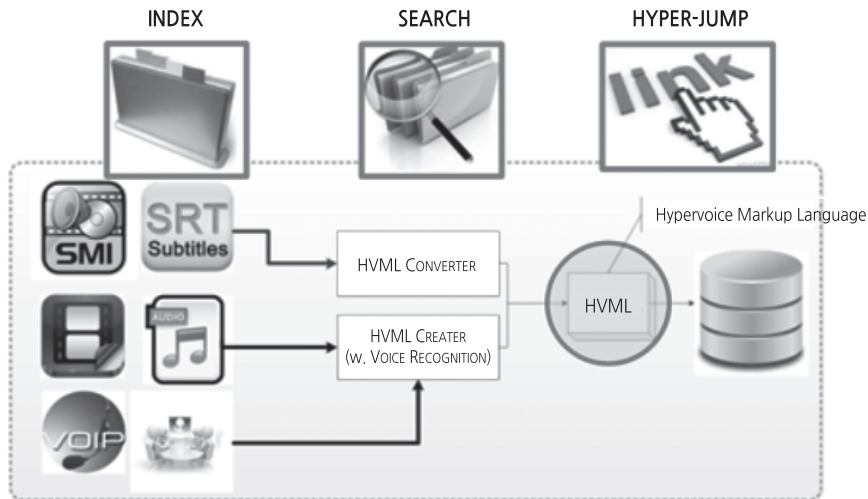 INDEX
SEARCH
HYPER-JUMP
link
SMI
SRT
Subtitles
Hypervoice Markup Language
HVML CONVERTER
HVML
AUDIO
HVML CREATER
(W. VOICE RECOGNITION)
VOIP